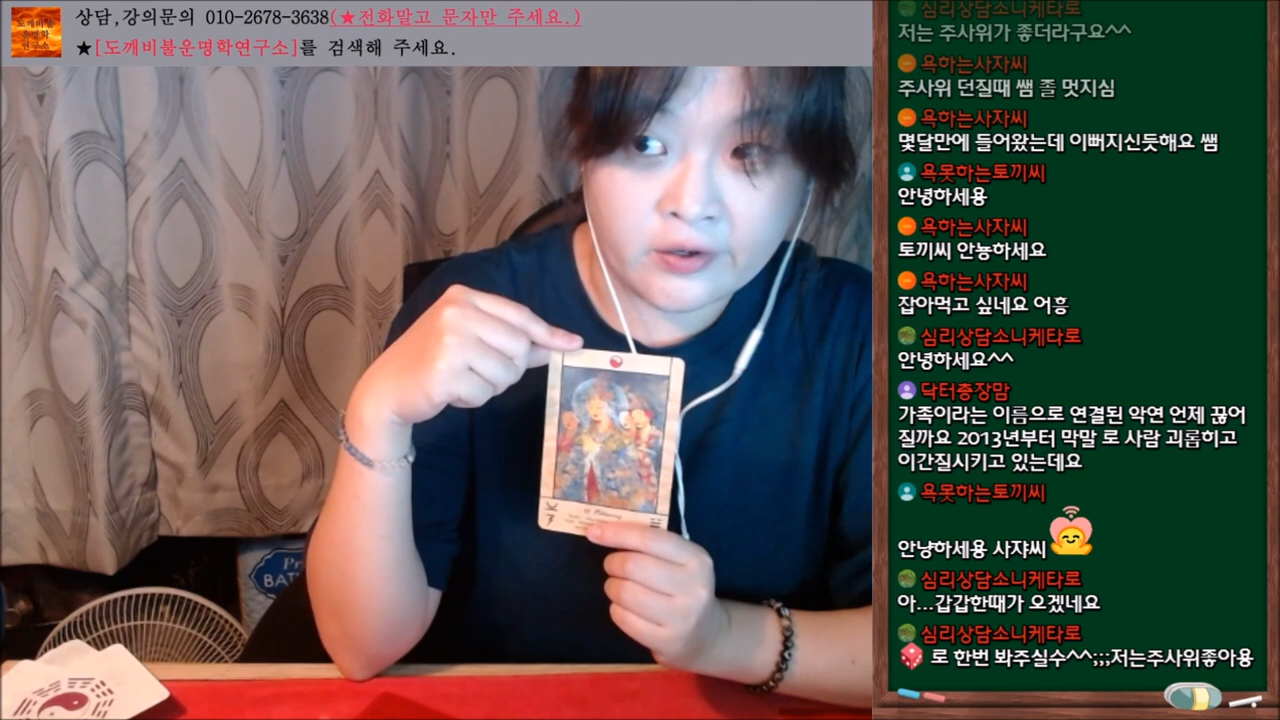 도깨비불
운명학
연구소
상담,강의문의 010-2678-3638(★전화말고 문자만 주세요.)
★[도깨비불운명학연구소]를 검색해 주세요.
심리상담소니케타로
저는 주사위가 좋더라구요^^
욕하는사자씨
주사위 던질때 쌤 졸 멋지심
욕하는사자씨
몇달만에 들어왔는데 이뻐지신듯해요 쌤
욕못하는토끼씨
안녕하세용
욕하는사자씨
토끼씨 안뇽하세요
욕하는사자씨
잡아먹고 싶네요 어흥
심리상담소니케타로
안녕하세요^^
닥터총장맘
가족이라는 이름으로 연결된 악연 언제 끊어
질까요 2013년부터 막말 로 사람 괴롭히고
이간질시키고 있는데요
욕못하는토끼씨
안냥하세용 사쟈씨
심리상담소니케타로
아...갑갑한때가 오겠네요
심리상담소니케타로
로 한번 봐주실수^^;;;저는주사위좋아용